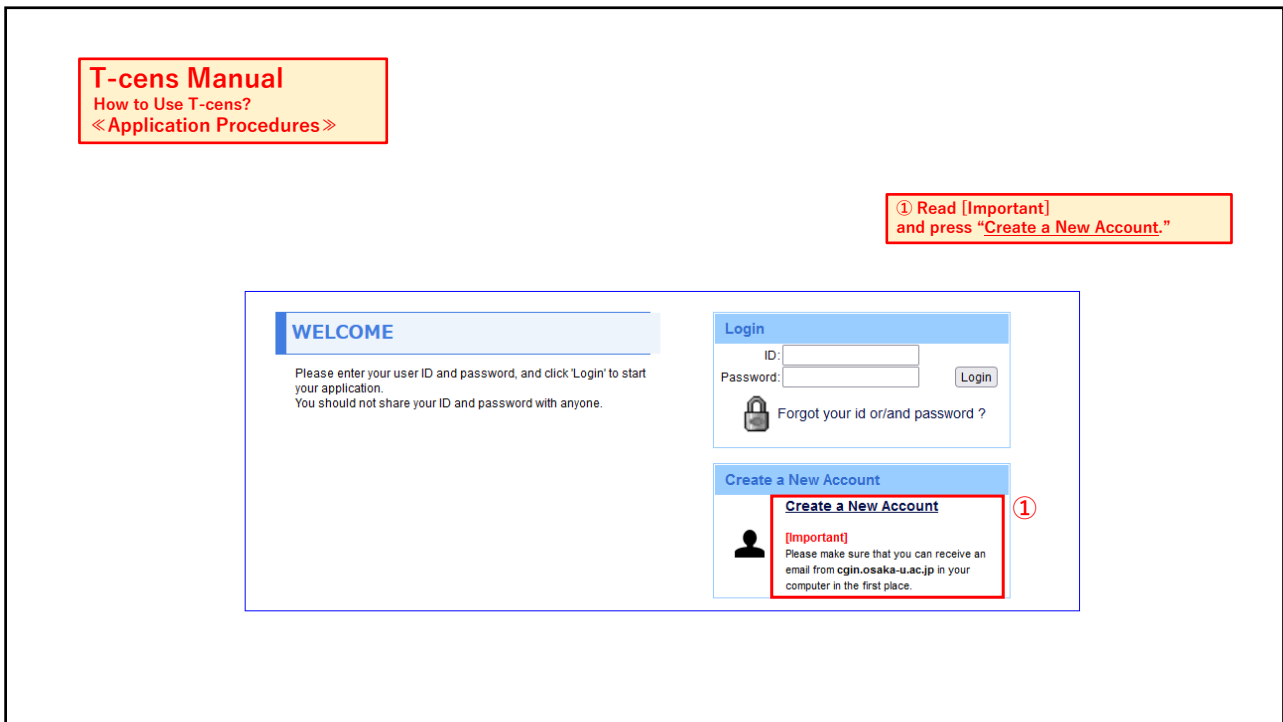 T-cens Manual
How to Use T-cens?
≪Application Procedures≫
① Read [Important]
and press “Create a New Account.”
WELCOME
Please enter your user ID and password, and click 'Login' to start
your application.
You should not share your ID and password with anyone.
Login
ID:
Password:
Login
Forgot your id or/and password ?
Create a New Account
Create a New Account
①
[Important]
Please make sure that you can receive an
email from cgin.osaka-u.ac.jp in your
computer in the first place.